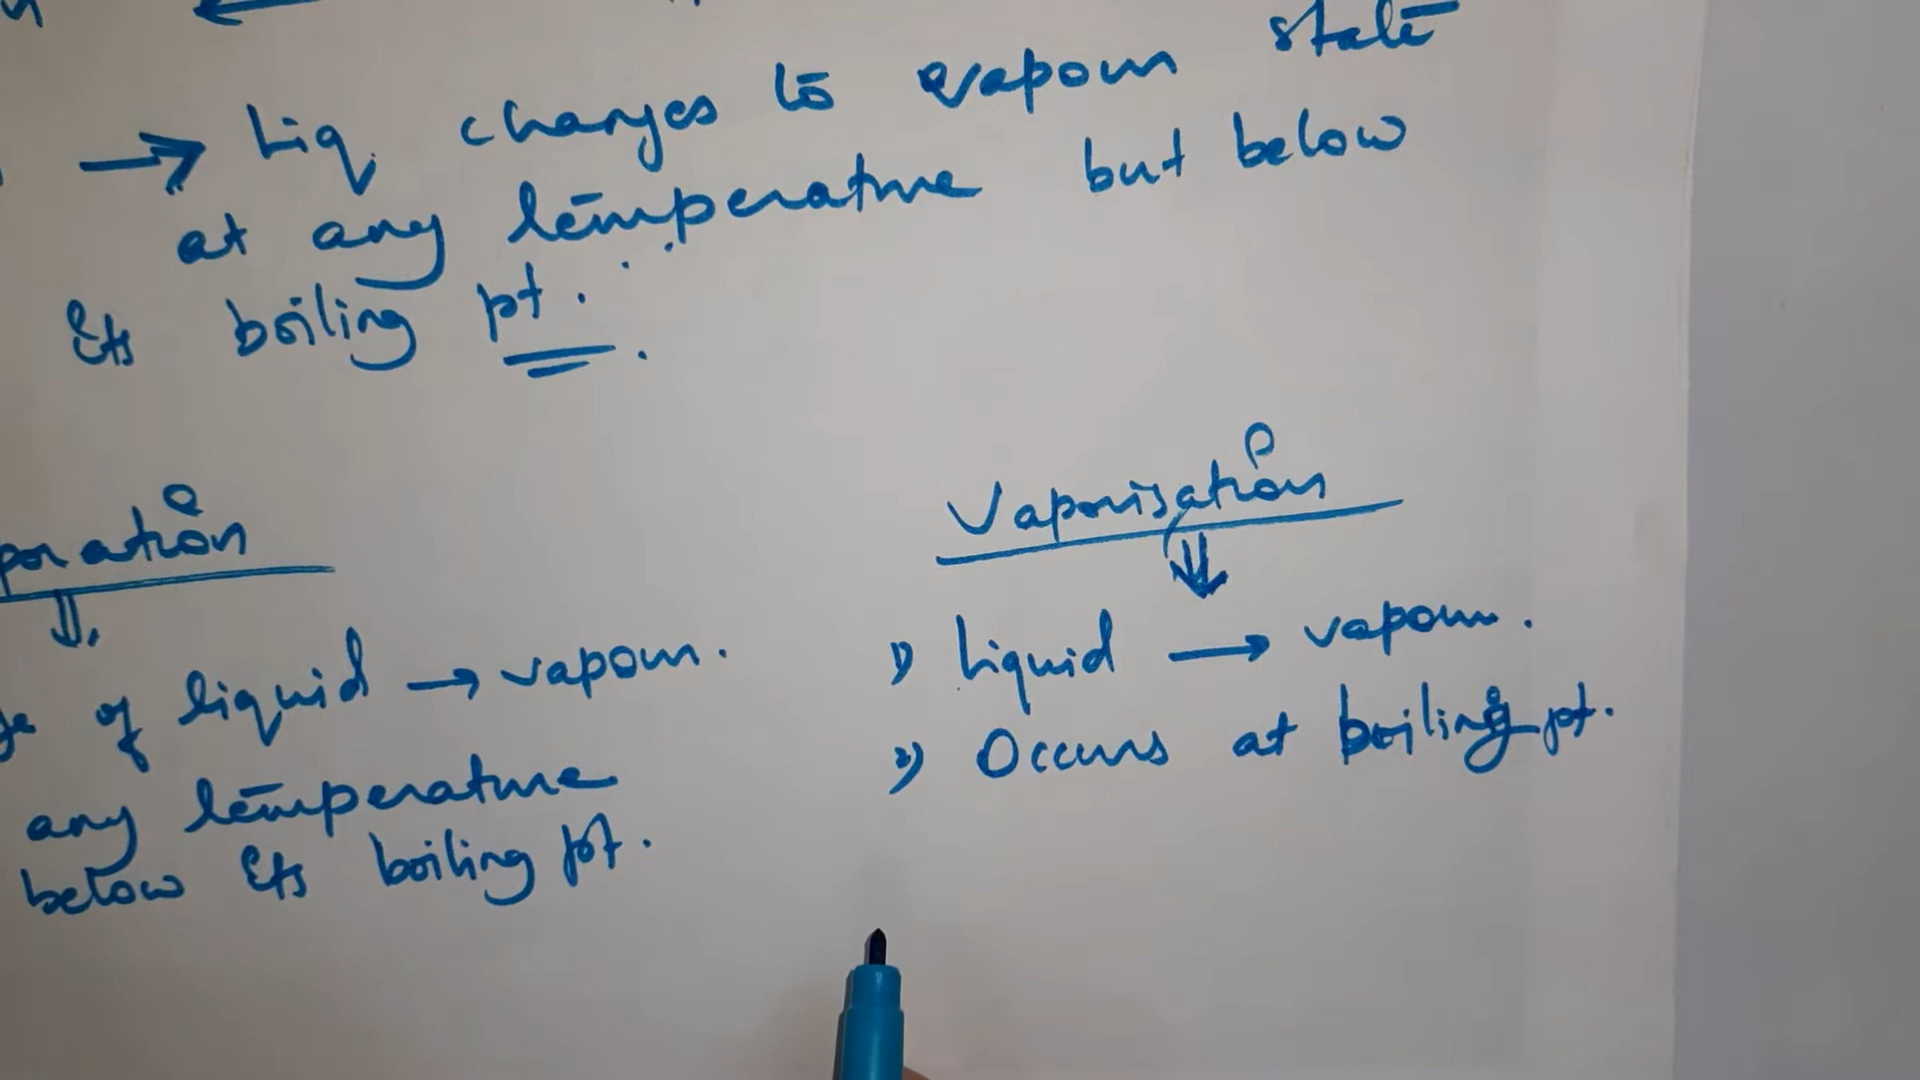 → Liq. changes to vapour state
at any temperature but below
its boiling pt.
poration
of liquid → vapour.
any temperature
below its boiling pt.
Vaporisation
1) Liquid → vapour.
2) Occurs at boiling pt.